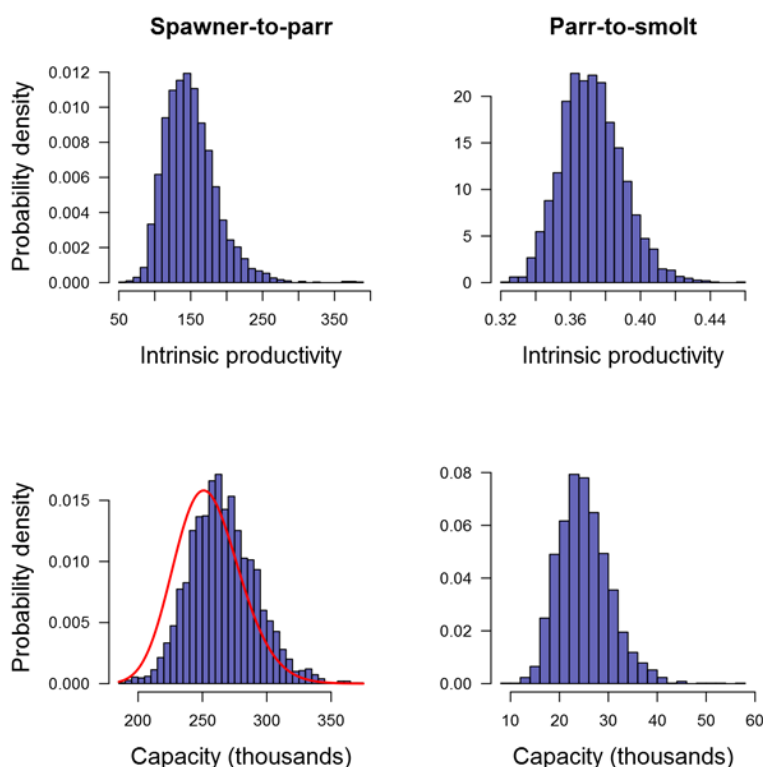 Spawner-to-parr
Parr-to-smolt
Probability density
0.012
0.010
0.008
0.006
0.004
0.002
0.000
50 150 250 350
Intrinsic productivity
20
15
10
5
0
0.32 0.36 0.40 0.44
Intrinsic productivity
Probability density
0.015
0.010
0.005
0.000
200 250 300 350
Capacity (thousands)
0.08
0.06
0.04
0.02
0.00
10 20 30 40 50 60
Capacity (thousands)